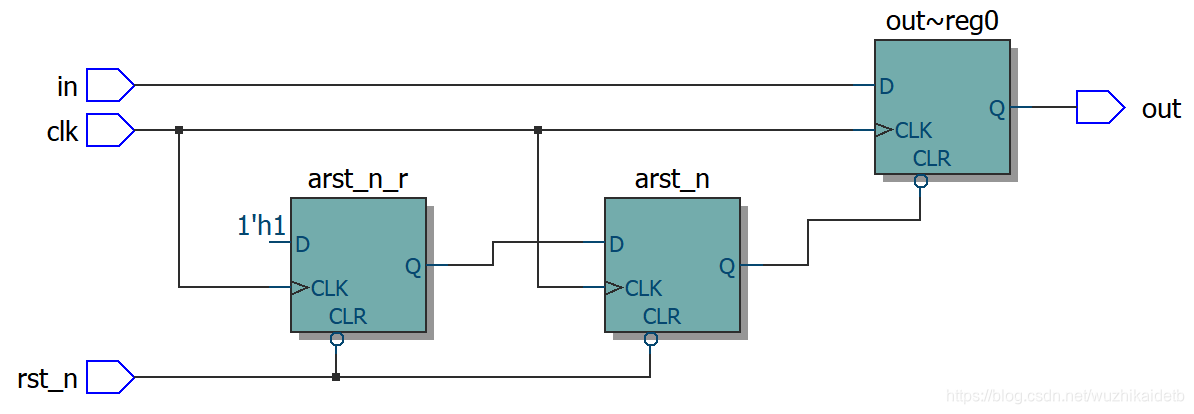 out~reg0
in
D
Q
out
clk
CLK
CLR
arst_n_r
arst_n
1'h1
D
Q
CLK
CLR
D
Q
CLK
CLR
rst_n
https://blog.csdn.net/wuzhikaidetb